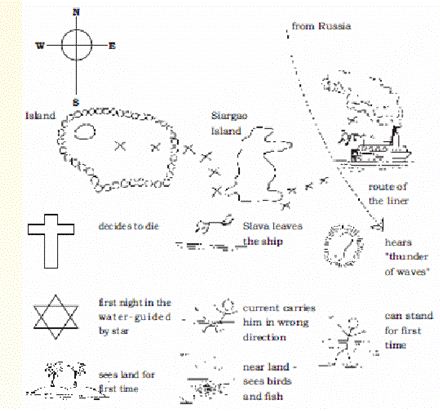 N
from Russia
W E
S
Island
Siargao
Island
route of
the liner
decides to die
Slava leaves
the ship
hears
"thunder
of waves"
first night in the
water-guided
by star
current carries
him in wrong
direction
can stand
for first
time
sees land for
first time
near land -
sees birds
and fish